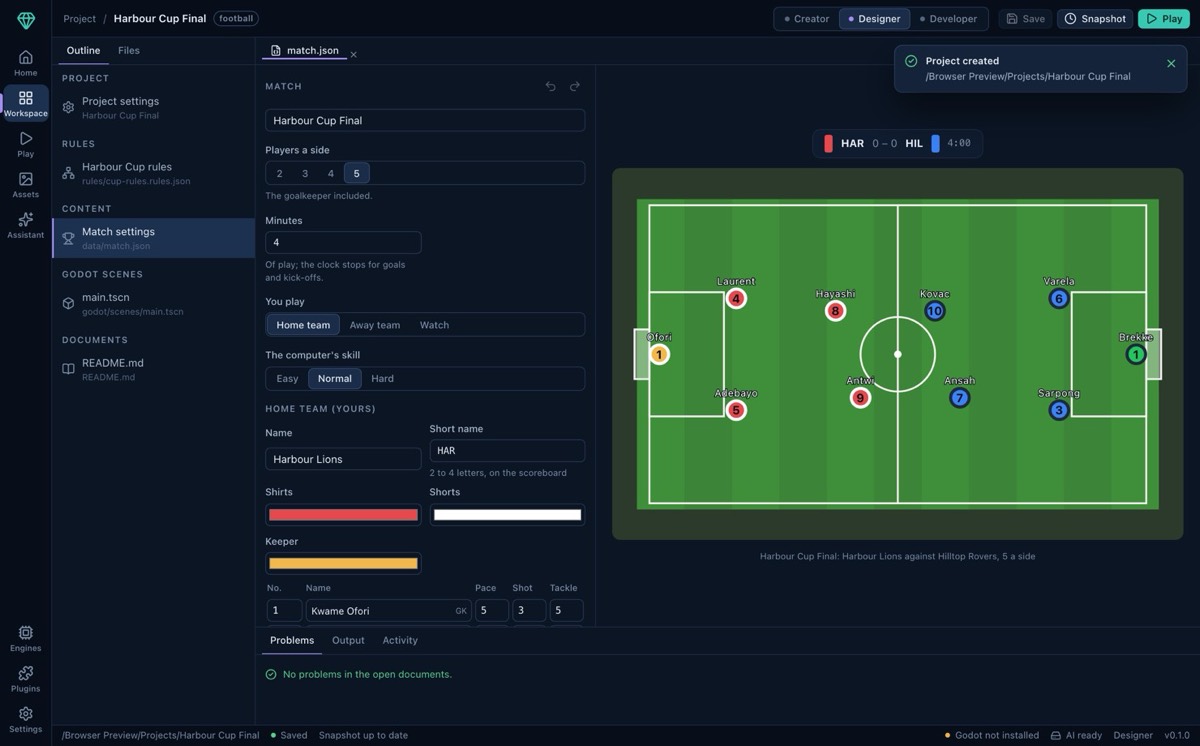 Project / Harbour Cup Final football
Creator Designer Developer Save Snapshot Play
Home
Workspace
Play
Assets
Assistant
Engines
Plugins
Settings
Outline Files
PROJECT
Project settings
Harbour Cup Final
RULES
Harbour Cup rules
rules/cup-rules.rules.json
CONTENT
Match settings
data/match.json
GODOT SCENES
main.tscn
godot/scenes/main.tscn
DOCUMENTS
README.md
README.md
match.json
MATCH
Harbour Cup Final
Players a side
2 3 4 5
The goalkeeper included.
Minutes
4
Of play; the clock stops for goals
and kick-offs.
You play
Home team Away team Watch
The computer's skill
Easy Normal Hard
HOME TEAM (YOURS)
Name Short name
Harbour Lions HAR
2 to 4 letters, on the scoreboard
Shirts Shorts
Keeper
No. Name Pace Shot Tackle
1 Kwame Ofori GK 5 3 5
Project created
/Browser Preview/Projects/Harbour Cup Final
HAR 0 – 0 HIL 4:00
Laurent
4
Hayashi
8
Kovac
10
Varela
6
Ofori
1
Brekke
1
Adebayo
5
Antwi
9
Ansah
7
Sarpong
3
Harbour Cup Final: Harbour Lions against Hilltop Rovers, 5 a side
Problems Output Activity
No problems in the open documents.
/Browser Preview/Projects/Harbour Cup Final Saved Snapshot up to date
Godot not installed AI ready Designer v0.1.0